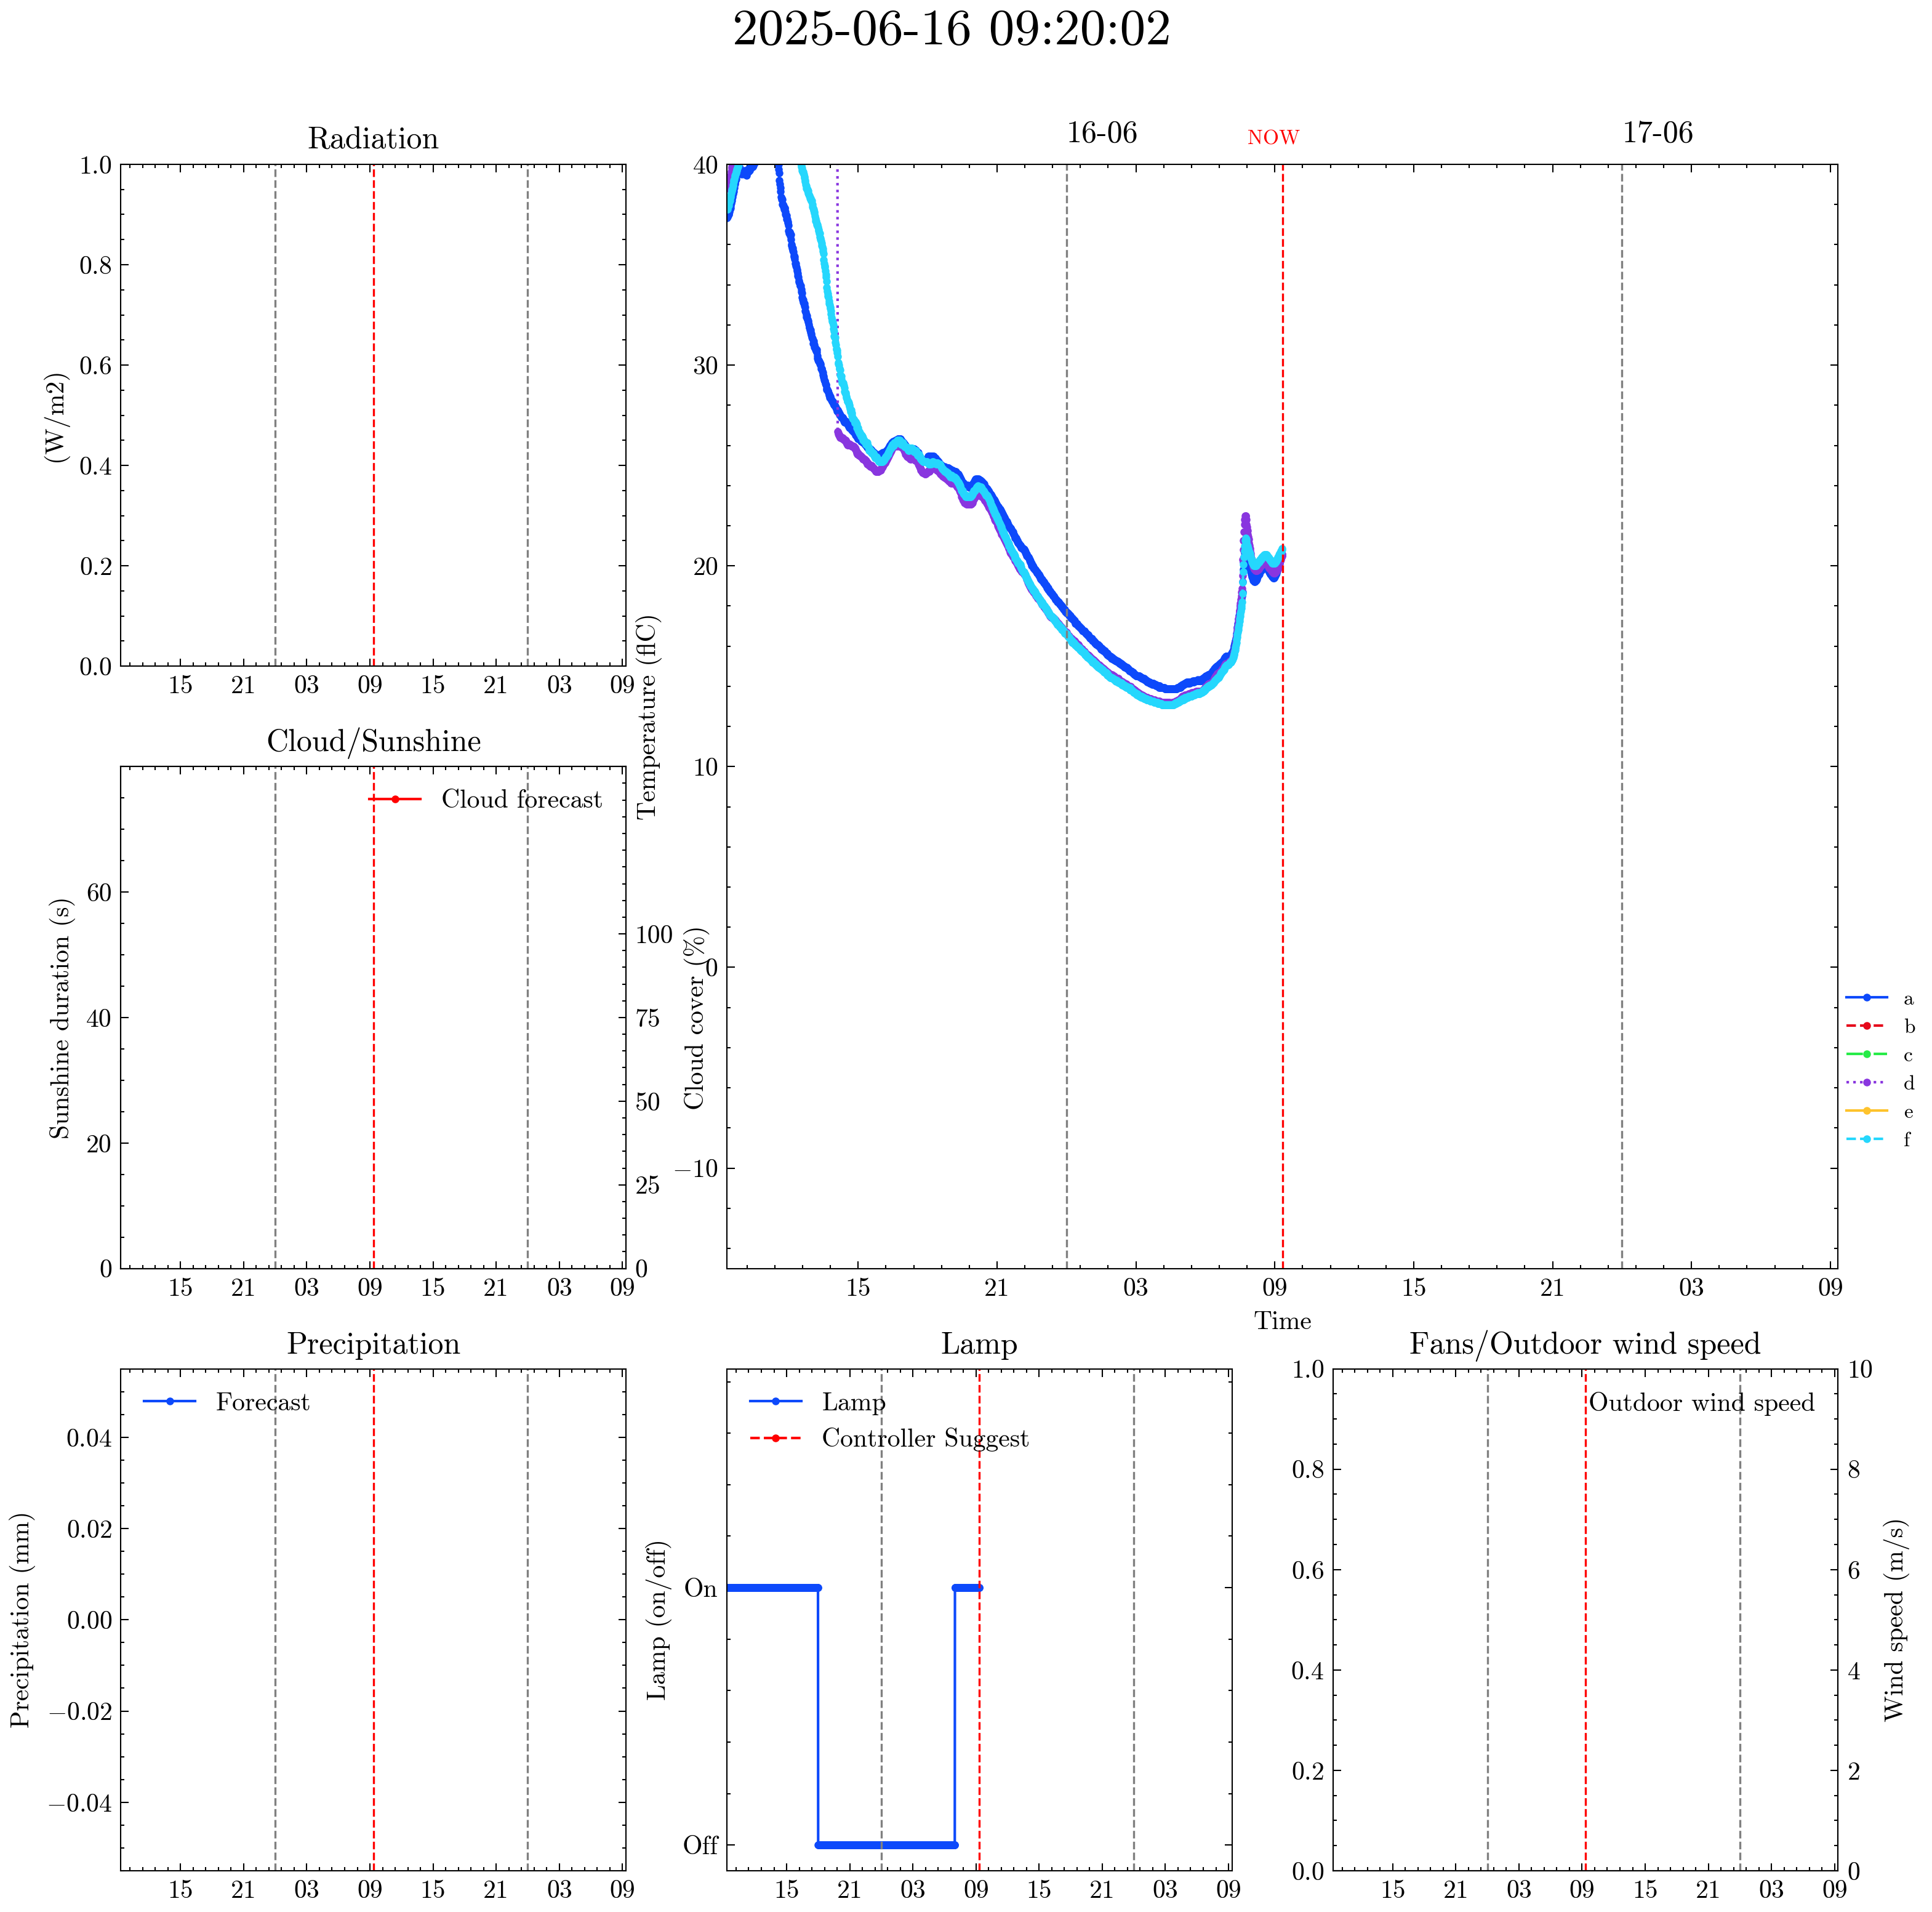 2025-06-16 09:20:02
Radiation
(W/m2)
1.0
0.8
0.6
0.4
0.2
0.0
15 21 03 09 15 21 03 09
16-06 NOW 17-06
Temperature (flC)
40
30
20
10
0
−10
15 21 03 09 15 21 03 09
Time
a
b
c
d
e
f
Cloud/Sunshine
Cloud forecast
Sunshine duration (s)
60
40
20
0
Cloud cover (%)
100
75
50
25
0
15 21 03 09 15 21 03 09
Precipitation
Forecast
Precipitation (mm)
0.04
0.02
0.00
−0.02
−0.04
15 21 03 09 15 21 03 09
Lamp
Lamp
Controller Suggest
Lamp (on/off)
On
Off
15 21 03 09 15 21 03 09
Fans/Outdoor wind speed
Outdoor wind speed
1.0
0.8
0.6
0.4
0.2
0.0
10
8
6
4
2
0
Wind speed (m/s)
15 21 03 09 15 21 03 09